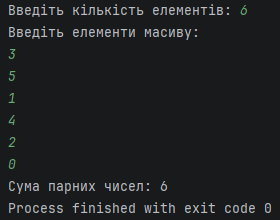 Введіть кількість елементів: 6
Введіть елементи масиву:
3
5
1
4
2
0
Сума парних чисел: 6
Process finished with exit code 0